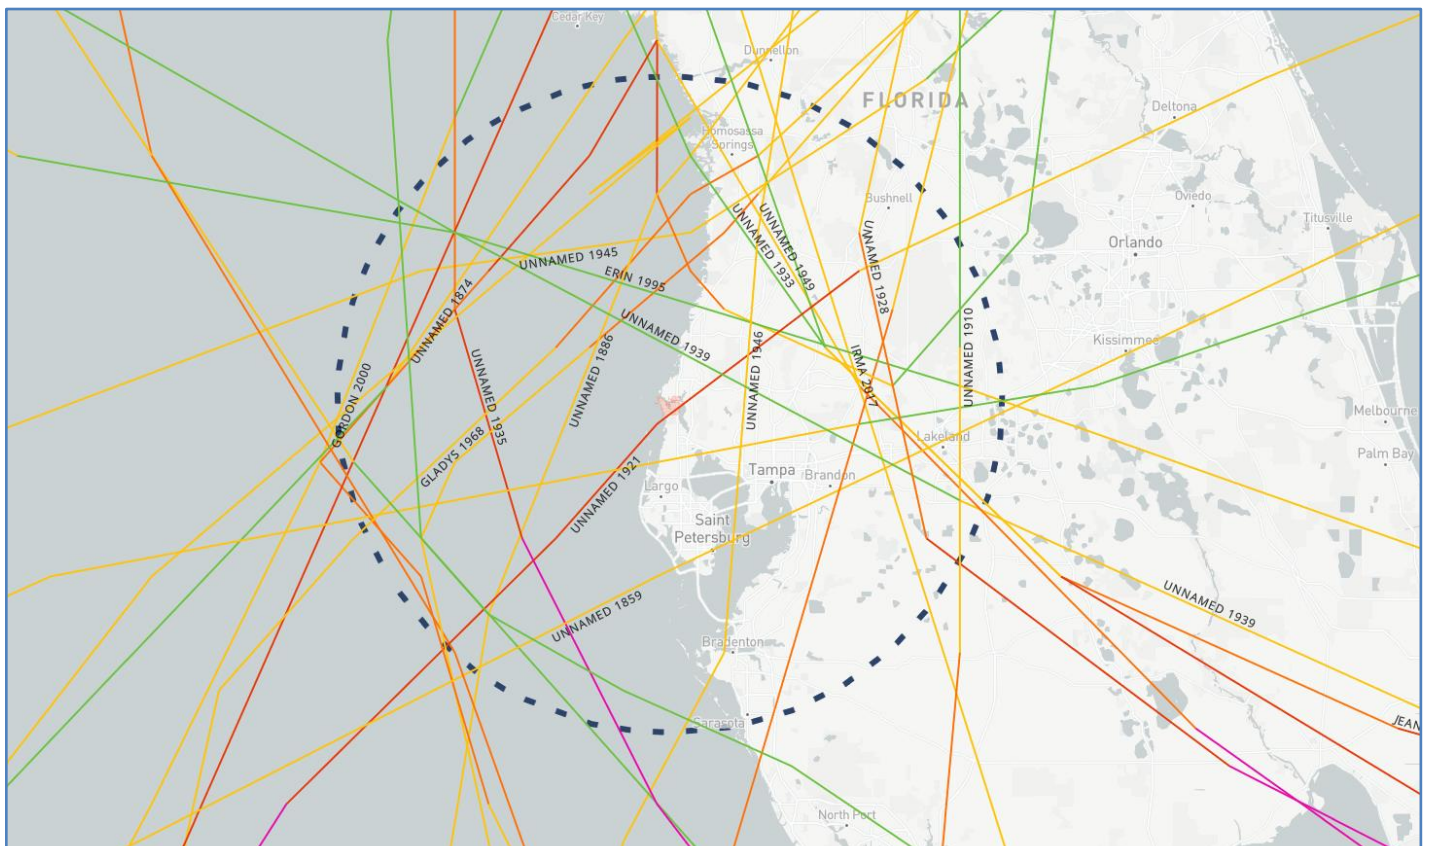 Cedar Key
Dunnellon
FLORIDA
Deltona
Homosassa
Springs
Bushnell
Oviedo
Titusville
UNNAMED 1933
UNNAMED 1949
UNNAMED 1928
Orlando
UNNAMED 1945
ERIN 1995
UNNAMED 1874
UNNAMED 1939
UNNAMED 1946
UNNAMED 1910
Kissimmee
UNNAMED 1886
UNNAMED 1935
IRMA 2017
GORDON 2000
Melbourne
GLADYS 1968
Lakeland
Palm Bay
UNNAMED 1921
Tampa
Brandon
Largo
Saint
Petersburg
UNNAMED 1859
UNNAMED 1939
Bradenton
Sarasota
JEAN
North Port